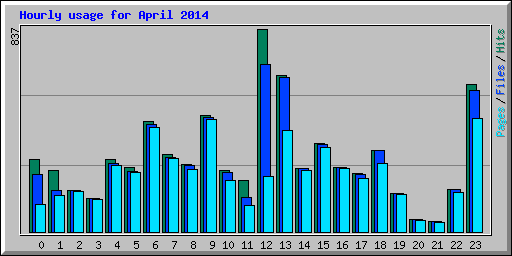 Hourly usage for April 2014
837
Pages / Files / Hits
0 1 2 3 4 5 6 7 8 9 10 11 12 13 14 15 16 17 18 19 20 21 22 23